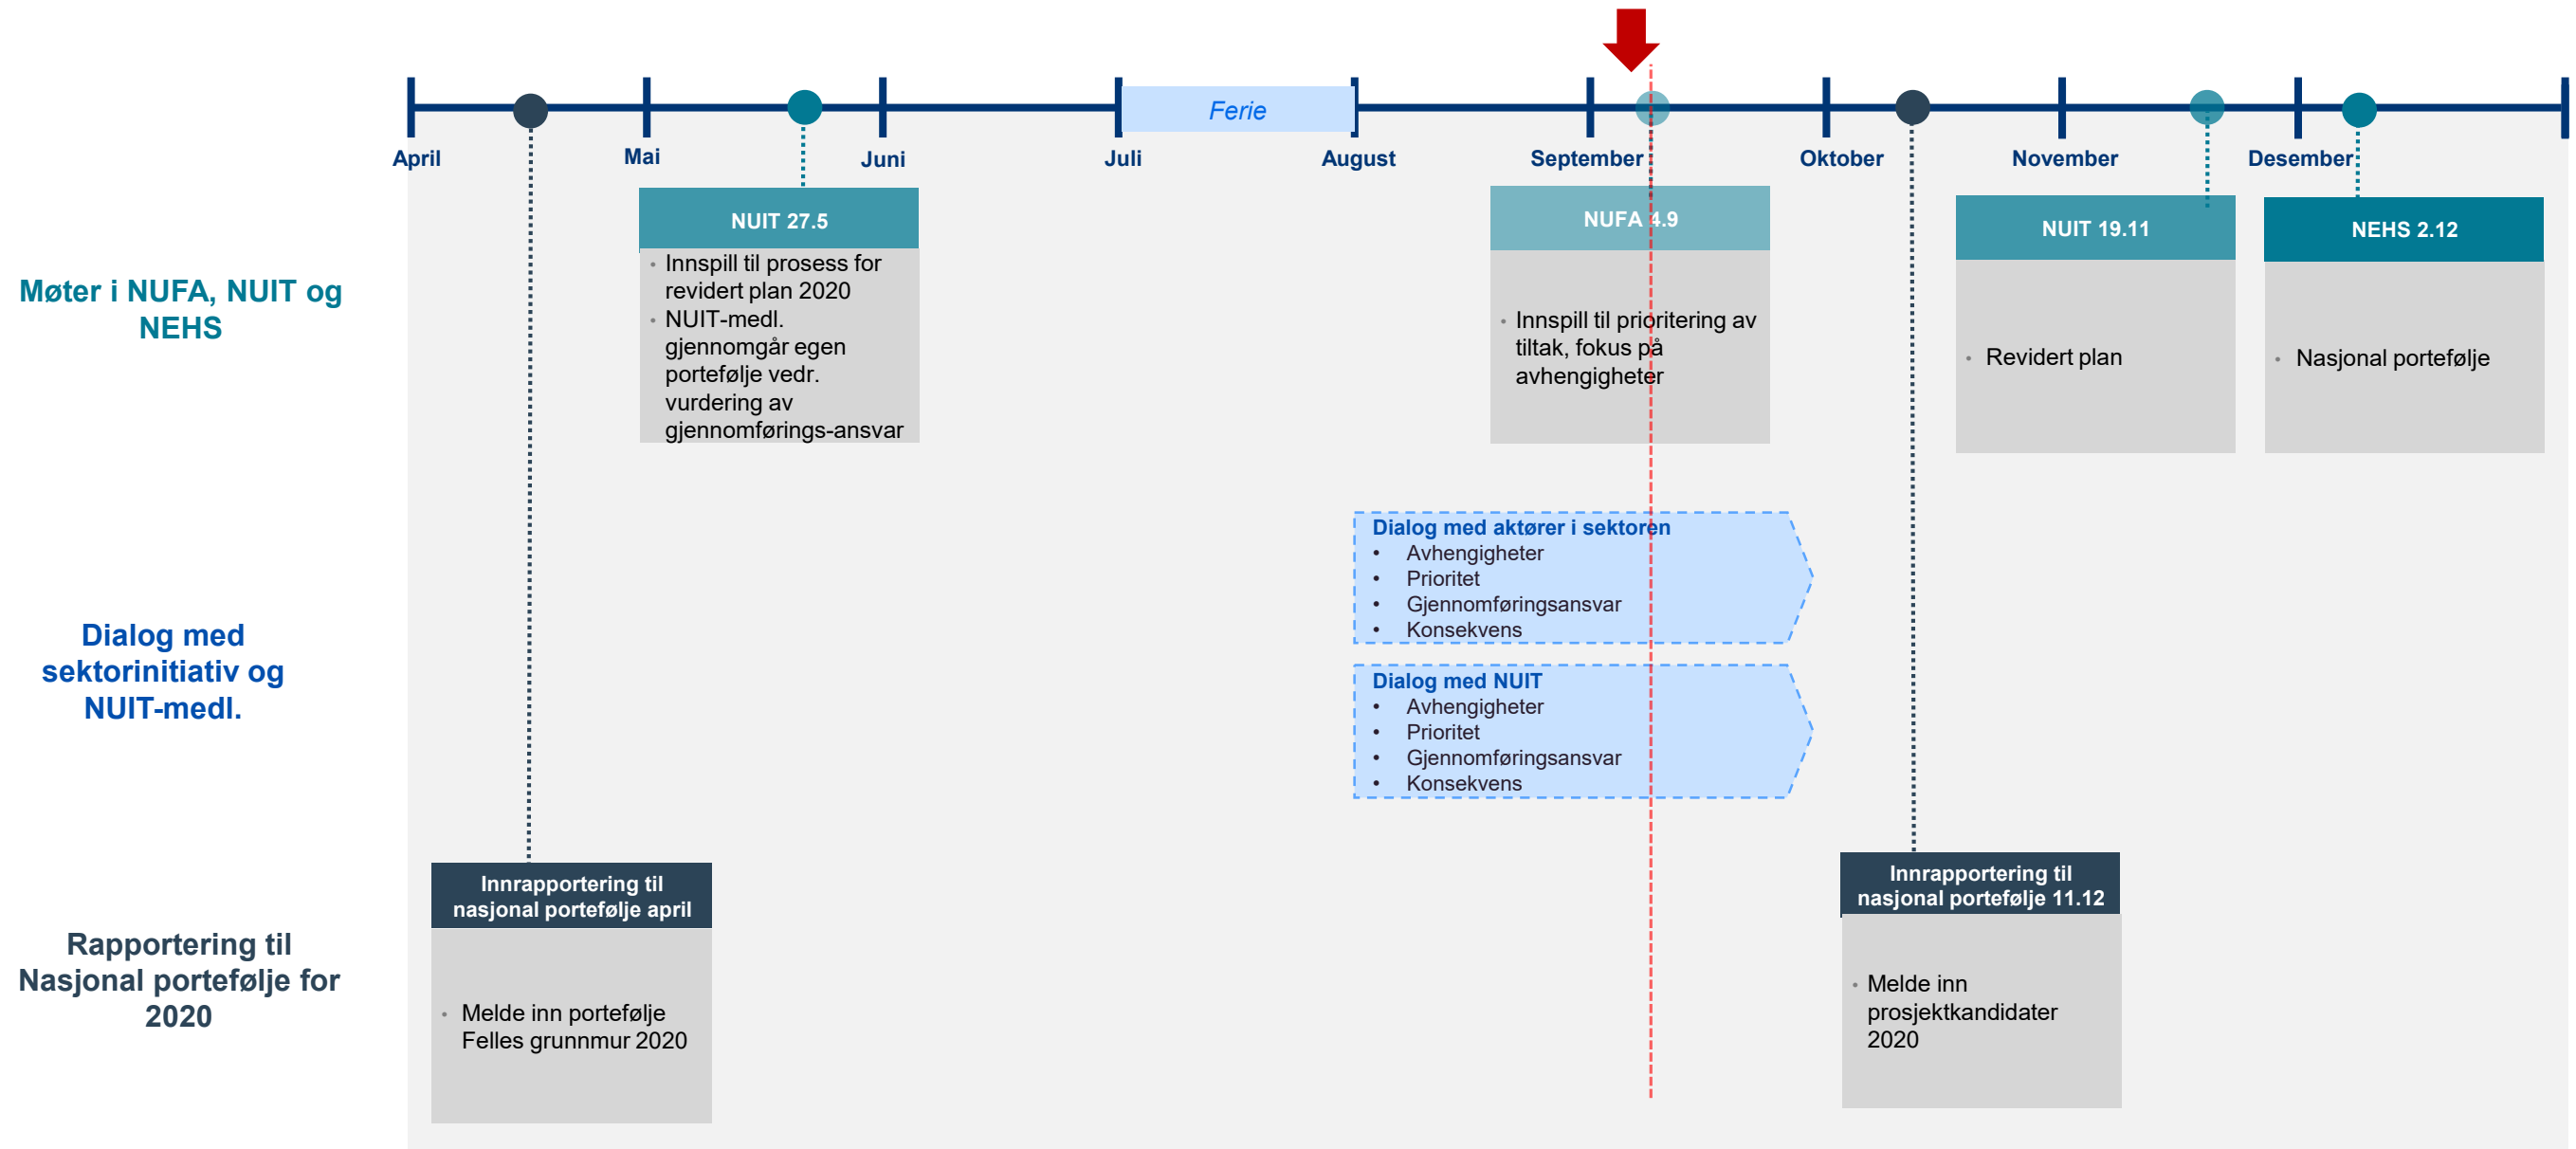 Ferie
April
Mai
Juni
Juli
August
September
Oktober
November
Desember
Møter i NUFA, NUIT og
NEHS
NUIT 27.5
• Innspill til prosess for
revidert plan 2020
• NUIT-medl.
gjennomgår egen
portefølje vedr.
vurdering av
gjennomførings-ansvar
NUFA 4.9
• Innspill til prioritering av
tiltak, fokus på
avhengigheter
NUIT 19.11
• Revidert plan
NEHS 2.12
• Nasjonal portefølje
Dialog med
sektorinitiativ og
NUIT-medl.
Dialog med aktører i sektoren
• Avhengigheter
• Prioritet
• Gjennomføringsansvar
• Konsekvens
Dialog med NUIT
• Avhengigheter
• Prioritet
• Gjennomføringsansvar
• Konsekvens
Rapportering til
Nasjonal portefølje for
2020
Innrapportering til
nasjonal portefølje april
• Melde inn portefølje
Felles grunnmur 2020
Innrapportering til
nasjonal portefølje 11.12
• Melde inn
prosjektkandidater
2020